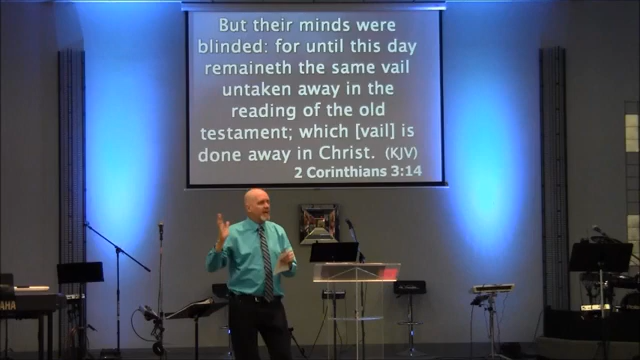 But their minds were
blinded: for until this day
remaineth the same vail
untaken away in the
reading of the old
testament; which [vail] is
done away in Christ. (KJV)
2 Corinthians 3:14
YAMAHA